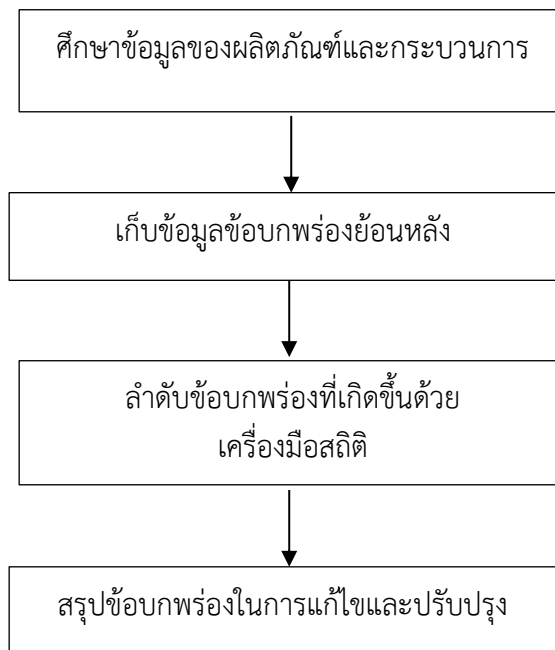 ศึกษาข้อมูลของผลิตภัณฑ์และกระบวนการ
เก็บข้อมูลข้อบกพร่องย้อนหลัง
ลำดับข้อบกพร่องที่เกิดขึ้นด้วย
เครื่องมือสถิติ
สรุปข้อบกพร่องในการแก้ไขและปรับปรุง